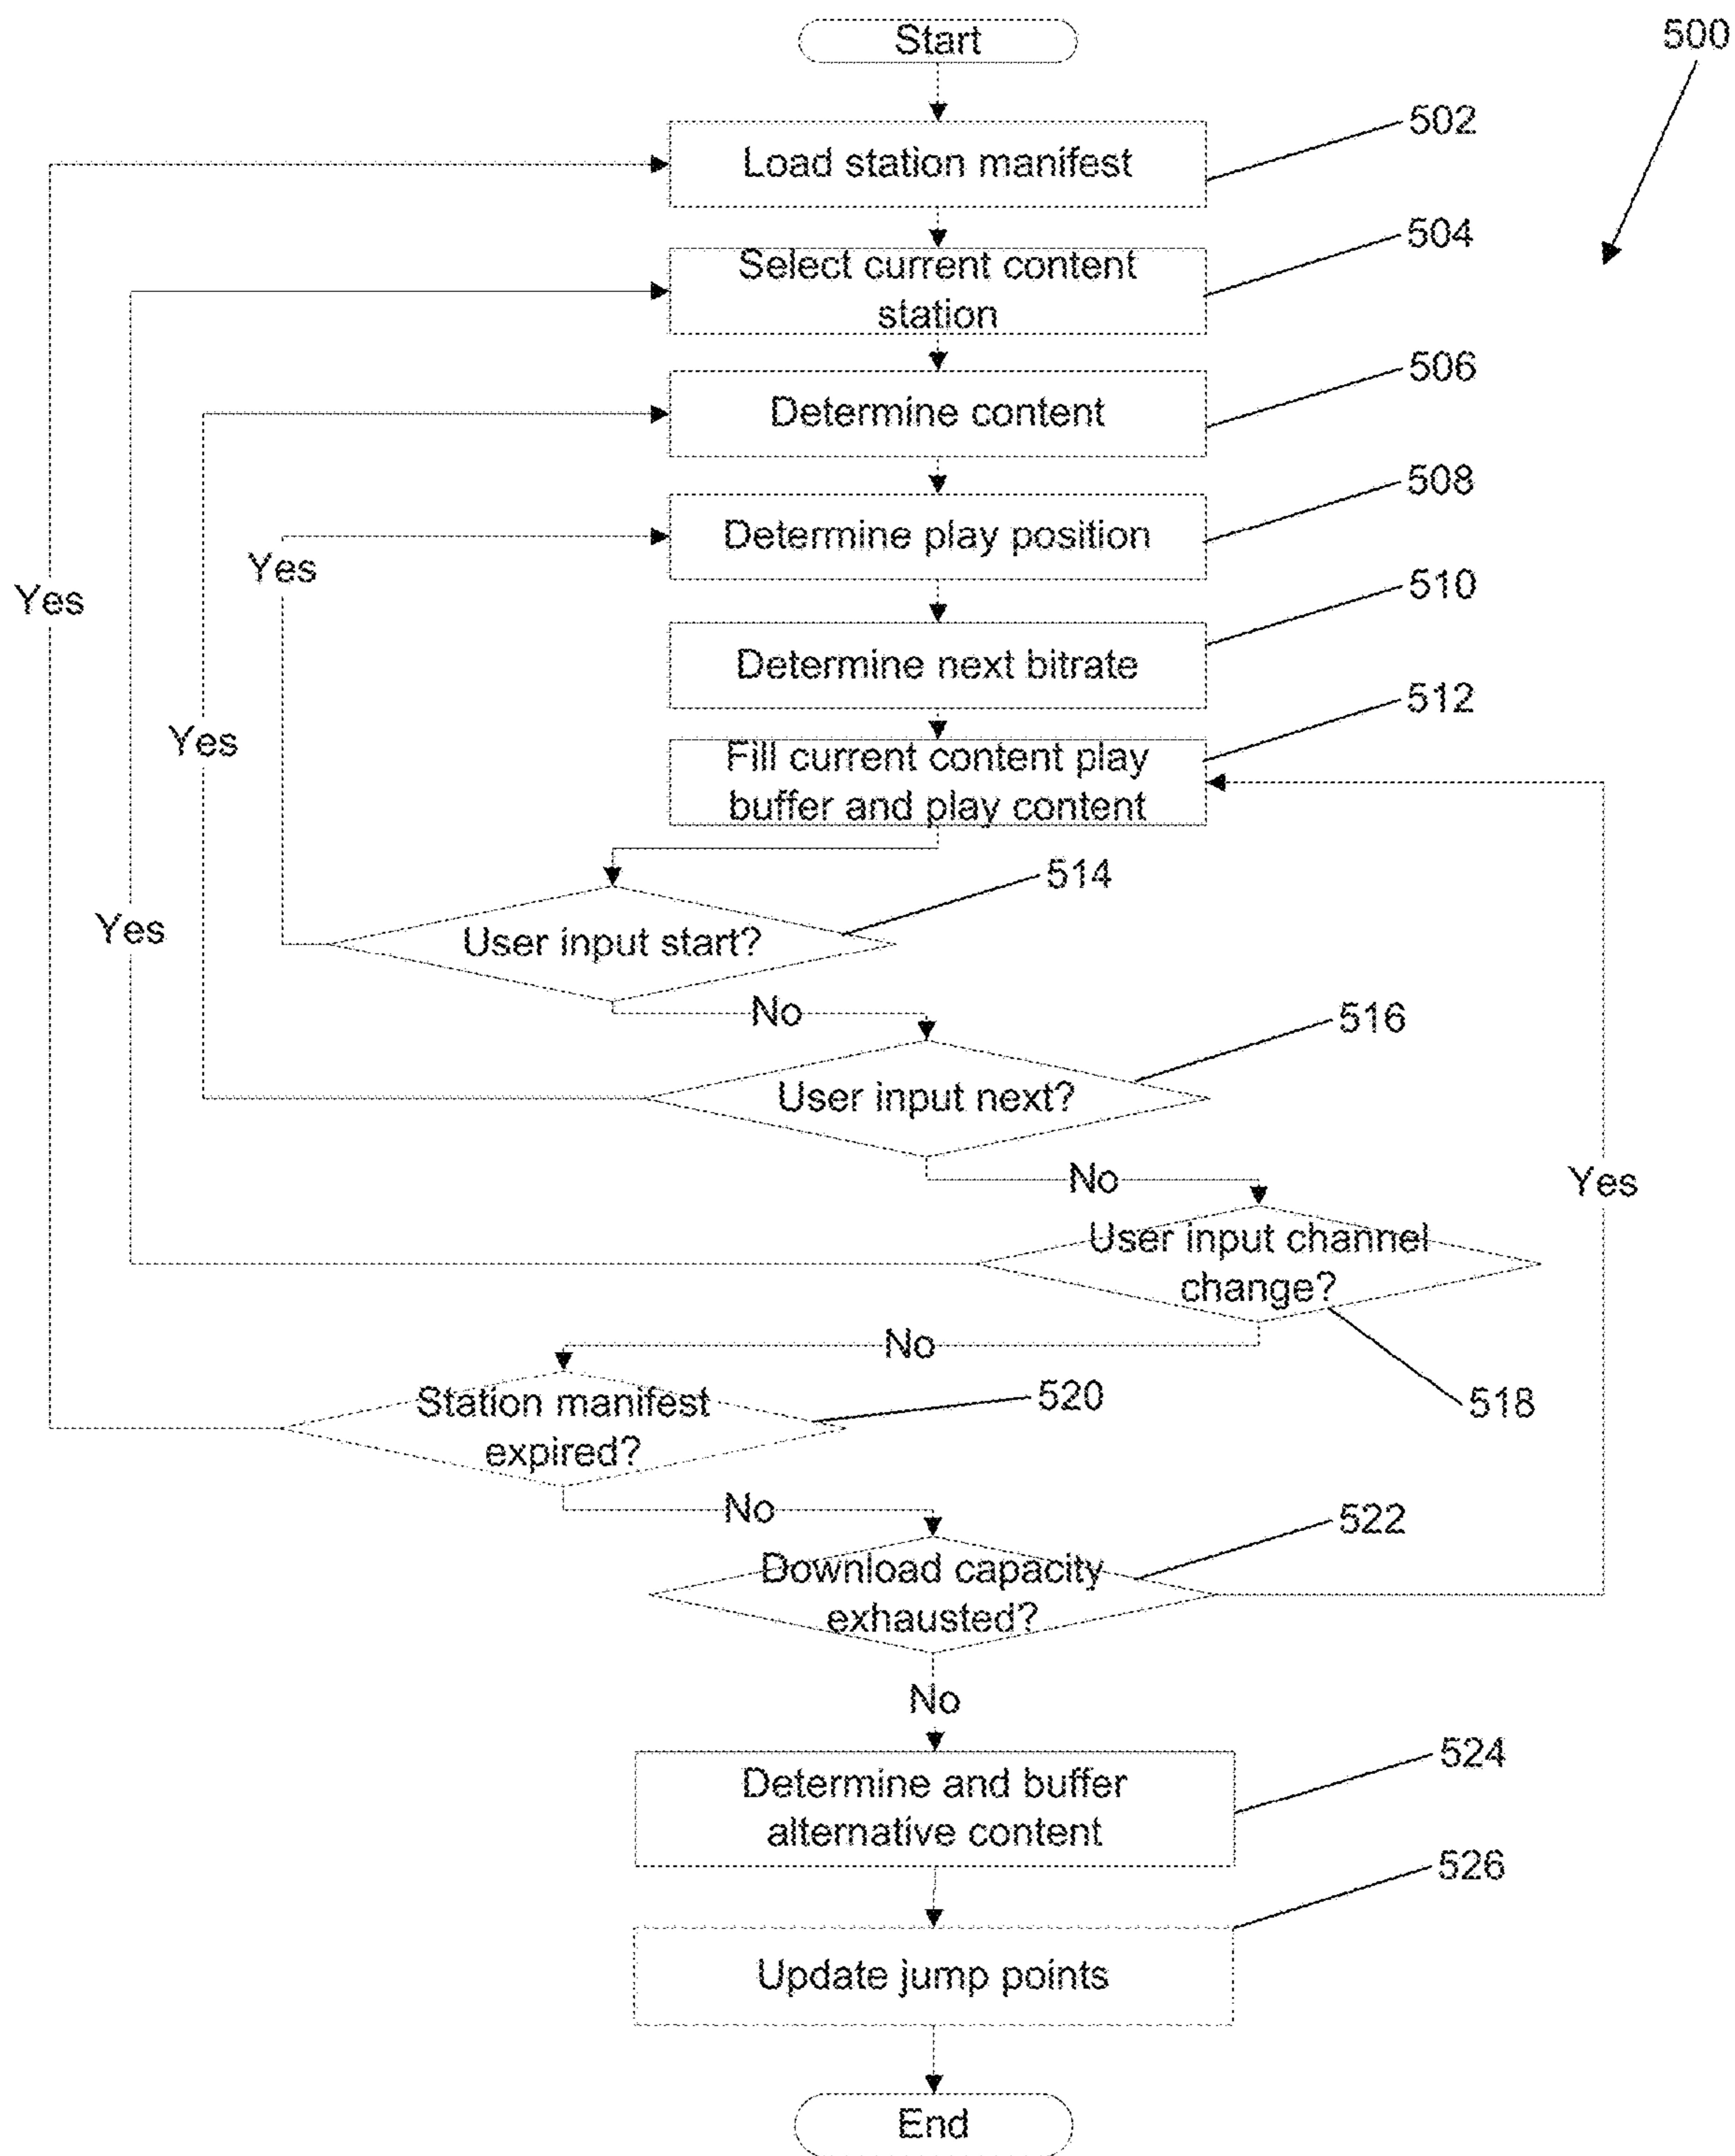 Start
500
502
Load station manifest
504
Select current content
station
506
Determine content
508
Determine play position
Yes
Yes
510
Determine next bitrate
512
Yes
Fill current content play
buffer and play content
514
Yes
User input start?
No
516
User input next?
No
Yes
User input channel
change?
No
518
Station manifest
expired?
520
No
522
Download capacity
exhausted?
No
524
Determine and buffer
alternative content
526
Update jump points
End